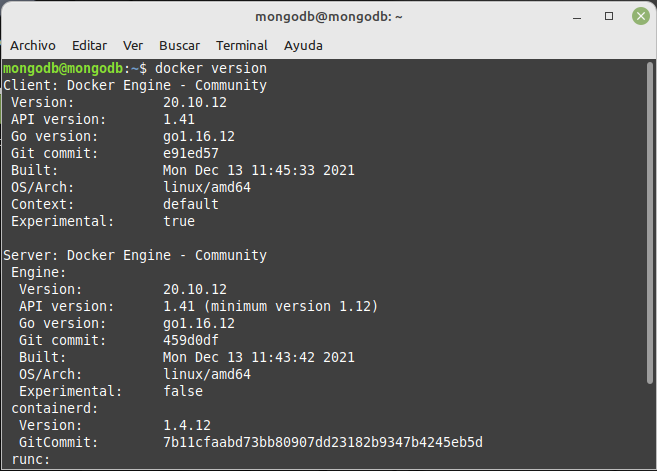 mongodb@mongodb: ~
Archivo Editar Ver Buscar Terminal Ayuda
mongodb@mongodb:~$ docker version
Client: Docker Engine - Community
 Version:           20.10.12
 API version:       1.41
 Go version:        go1.16.12
 Git commit:        e91ed57
 Built:             Mon Dec 13 11:45:33 2021
 OS/Arch:           linux/amd64
 Context:           default
 Experimental:      true

Server: Docker Engine - Community
 Engine:
  Version:          20.10.12
  API version:      1.41 (minimum version 1.12)
  Go version:       go1.16.12
  Git commit:       459d0df
  Built:            Mon Dec 13 11:43:42 2021
  OS/Arch:          linux/amd64
  Experimental:     false
 containerd:
  Version:          1.4.12
  GitCommit:        7b11cfaabd73bb80907dd23182b9347b4245eb5d
 runc: